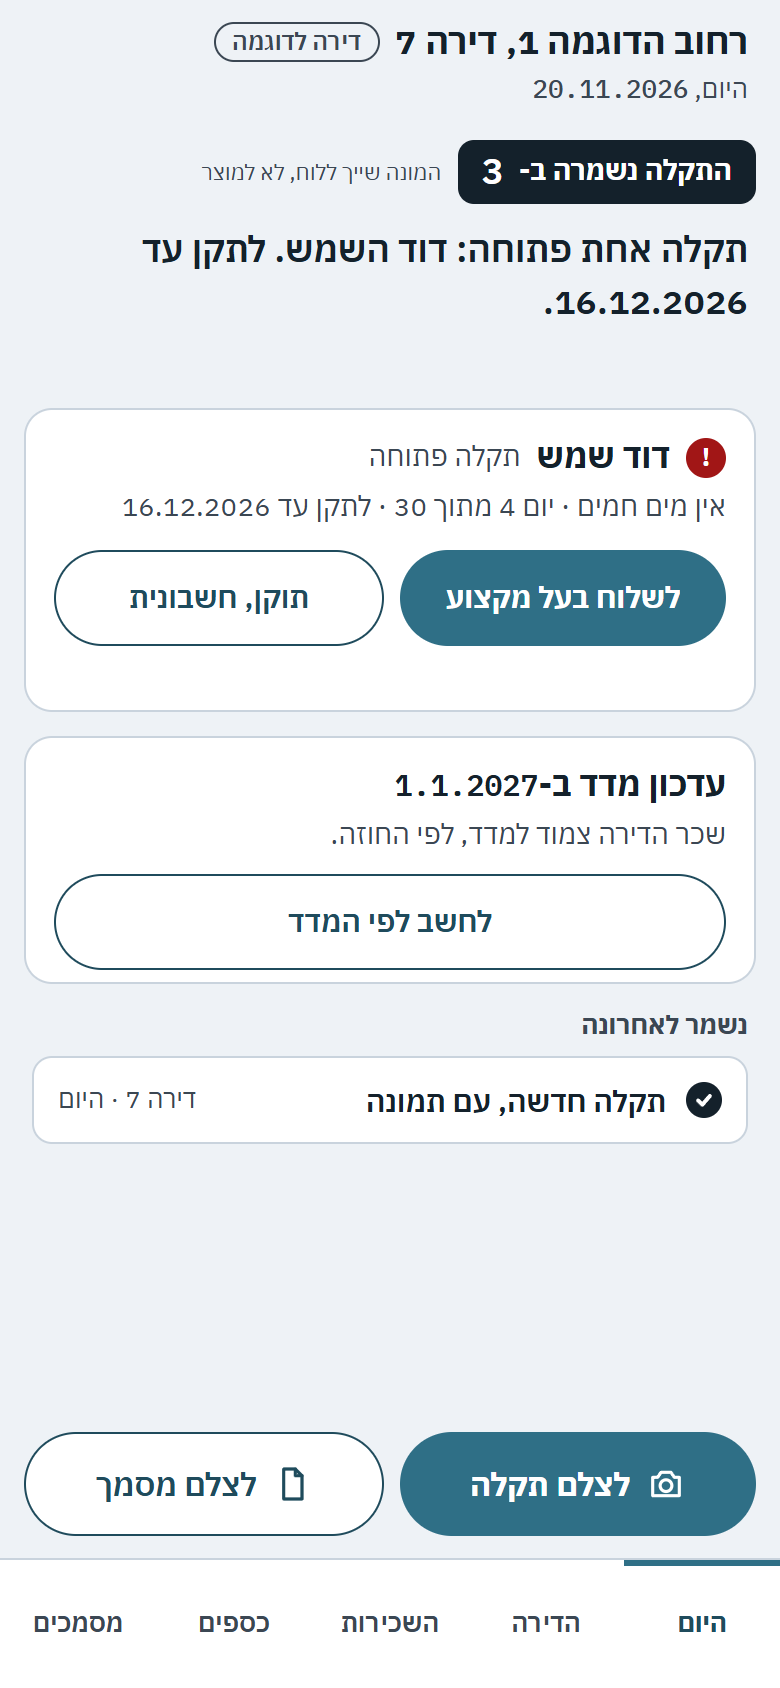 רחוב הדוגמה 1, דירה 7 דירה לדוגמה
היום, 20.11.2026
התקלה נשמרה ב- 3 המונה שייך ללוח, לא למוצר
תקלה אחת פתוחה: דוד השמש. לתקן עד
16.12.2026.
! דוד שמש תקלה פתוחה
אין מים חמים · יום 4 מתוך 30 · לתקן עד 16.12.2026
לשלוח בעל מקצוע תוקן, חשבונית
עדכון מדד ב-1.1.2027
שכר הדירה צמוד למדד, לפי החוזה.
לחשב לפי המדד
נשמר לאחרונה
תקלה חדשה, עם תמונה דירה 7 · היום
לצלם תקלה לצלם מסמך
היום הדירה השכירות כספים מסמכים